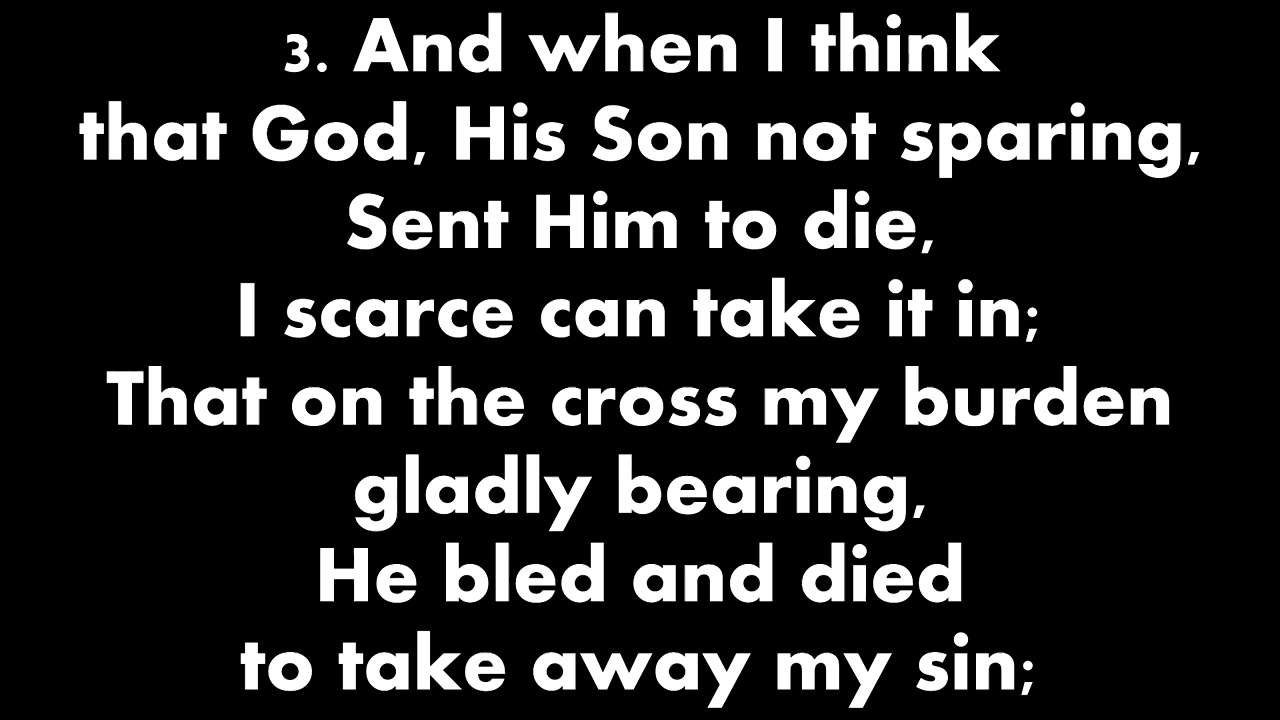 3. And when I think
that God, His Son not sparing,
Sent Him to die,
I scarce can take it in;
That on the cross my burden
gladly bearing,
He bled and died
to take away my sin;